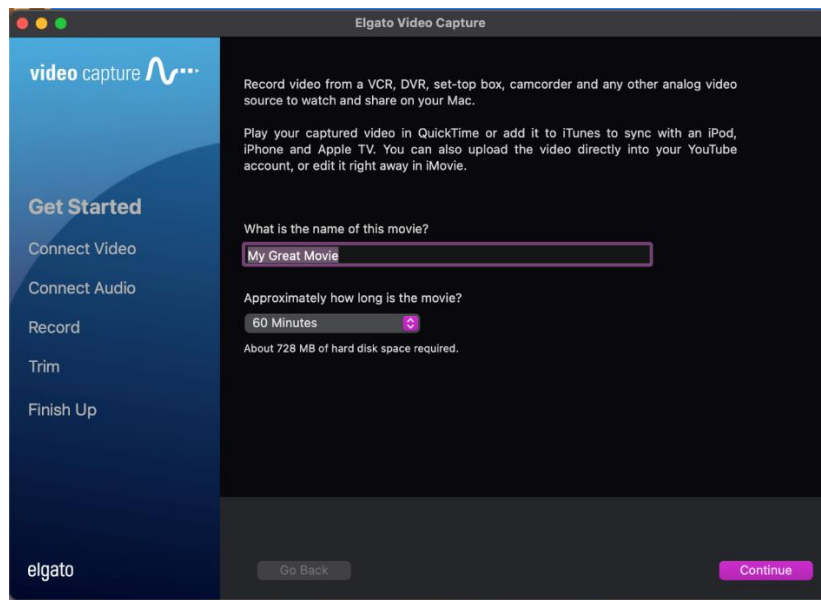 Elgato Video Capture
video capture
Get Started
Connect Video
Connect Audio
Record
Trim
Finish Up
elgato
Record video from a VCR, DVR, set-top box, camcorder and any other analog video
source to watch and share on your Mac.
Play your captured video in QuickTime or add it to iTunes to sync with an iPod,
iPhone and Apple TV. You can also upload the video directly into your YouTube
account, or edit it right away in iMovie.
What is the name of this movie?
My Great Movie
Approximately how long is the movie?
60 Minutes
About 728 MB of hard disk space required.
Go Back
Continue